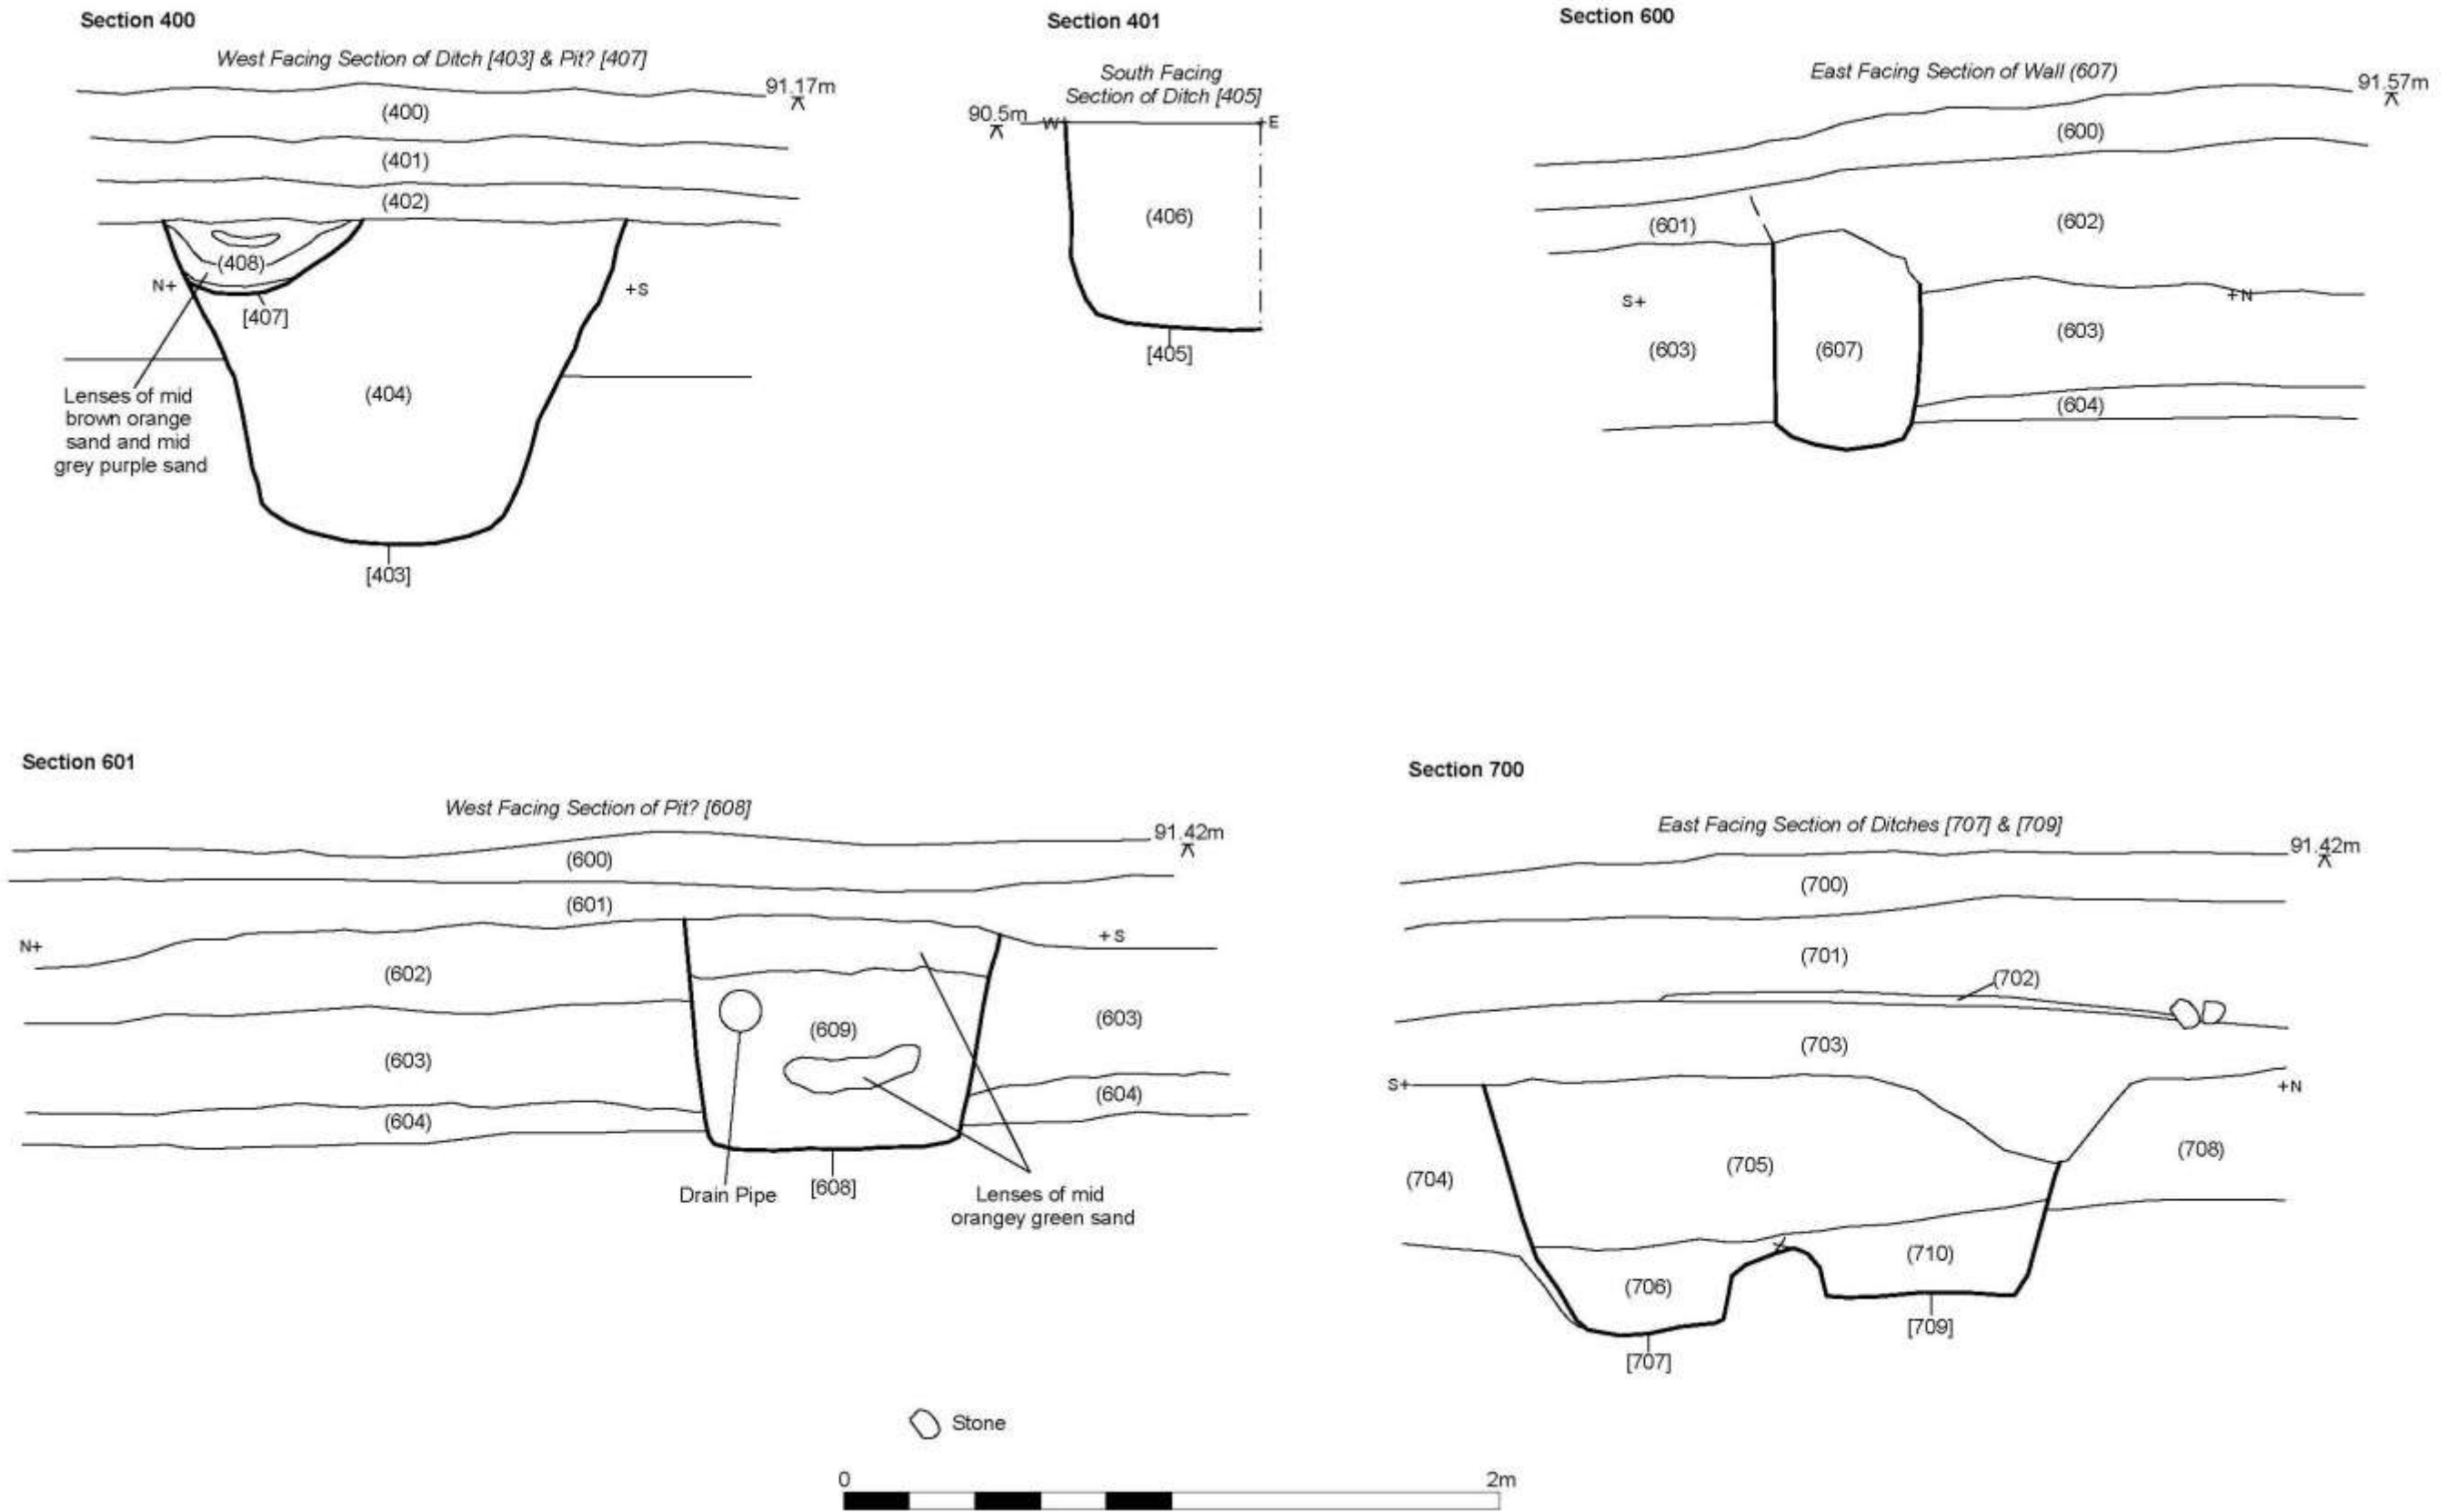 Section 400
West Facing Section of Ditch [403] & Pit? [407]
91.17m
(400)
(401)
(402)
(408)
N+
+S
[407]
(404)
Lenses of mid
brown orange
sand and mid
grey purple sand
[403]
Section 401
South Facing
Section of Ditch [405]
90.5m
W
+E
(406)
[405]
Section 600
East Facing Section of Wall (607)
91.57m
(600)
(601)
(602)
S+
+N
(603)
(607)
(603)
(604)
Section 601
West Facing Section of Pit? [608]
91.42m
(600)
(601)
N+
+S
(602)
(609)
(603)
(603)
(604)
(604)
Drain Pipe
[608]
Lenses of mid
orangey green sand
Section 700
East Facing Section of Ditches [707] & [709]
91.42m
(700)
(701)
(702)
(703)
S+
+N
(704)
(705)
(708)
(706)
(710)
[709]
[707]
Stone
0
2m